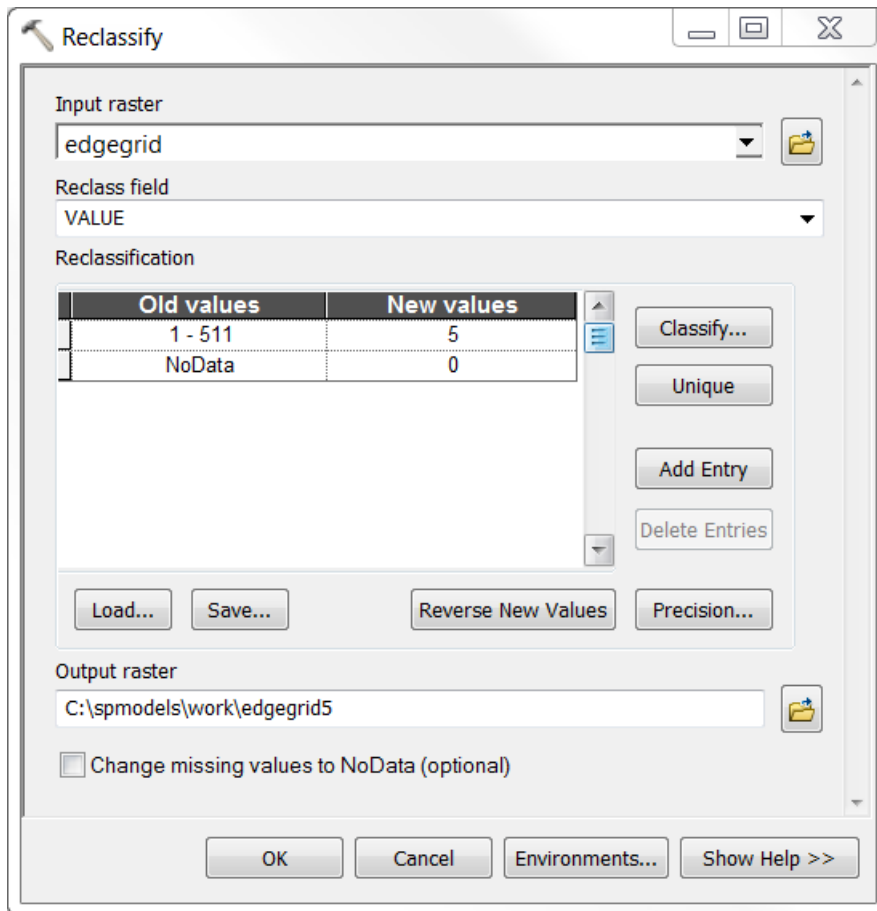 Reclassify
Input raster
edgegrid
Reclass field
VALUE
Reclassification
Old values New values
1 - 511 5
NoData 0
Classify...
Unique
Add Entry
Delete Entries
Load... Save... Reverse New Values Precision...
Output raster
C:\spmodels\work\edgegrid5
Change missing values to NoData (optional)
OK Cancel Environments... Show Help >>